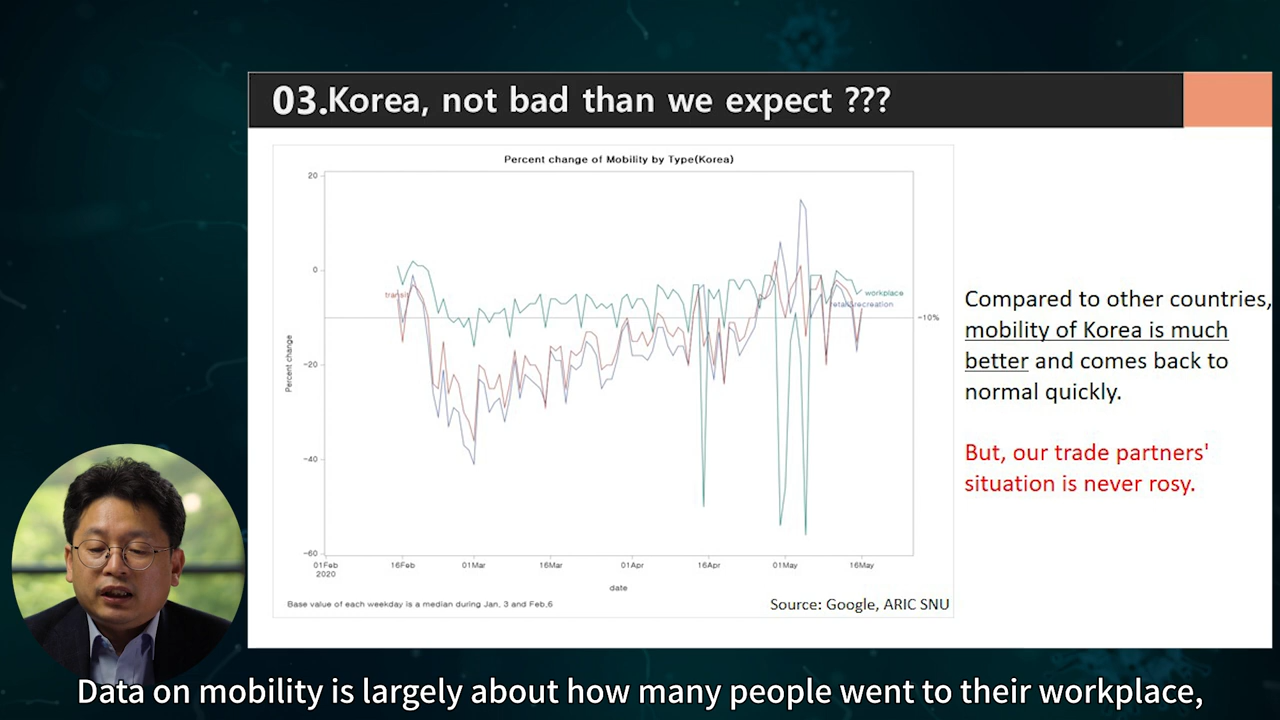 03.Korea, not bad than we expect ???
Percent change of Mobility by Type(Korea)
20
0
-20
-40
-60
Percent change
transit
workplace
retail&recreation
-10%
01Feb
2020
16Feb
01Mar
16Mar
01Apr
16Apr
01May
16May
date
Base value of each weekday is a median during Jan, 3 and Feb,6
Source: Google, ARIC SNU
Compared to other countries,
mobility of Korea is much
better and comes back to
normal quickly.
But, our trade partners'
situation is never rosy.
Data on mobility is largely about how many people went to their workplace,